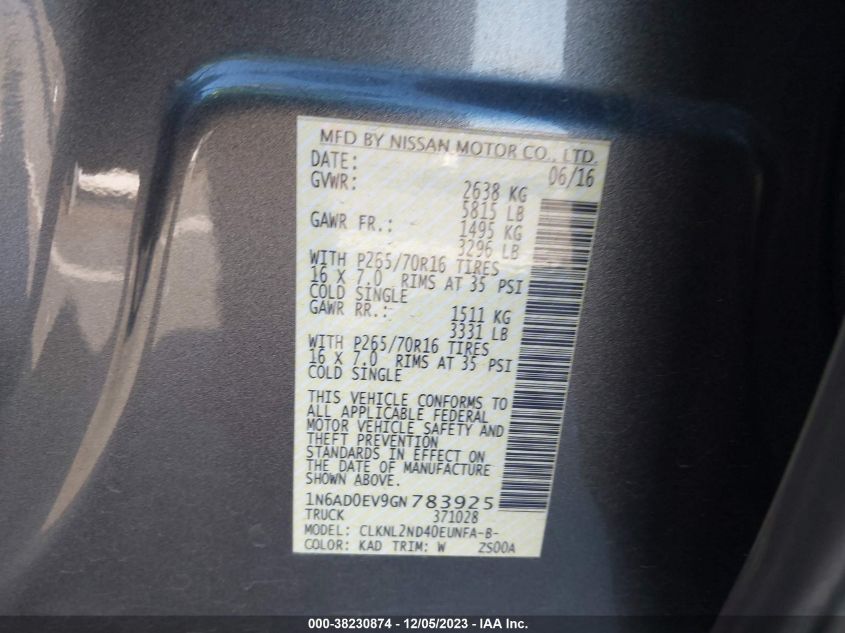 MFD BY NISSAN MOTOR CO., LTD.
DATE: 06/16
GVWR: 2638 KG
5815 LB
GAWR FR.: 1495 KG
3296 LB
WITH P265/70R16 TIRES
16 X 7.0 RIMS AT 35 PSI
COLD SINGLE
GAWR RR.: 1511 KG
3331 LB
WITH P265/70R16 TIRES
16 X 7.0 RIMS AT 35 PSI
COLD SINGLE
THIS VEHICLE CONFORMS TO
ALL APPLICABLE FEDERAL
MOTOR VEHICLE SAFETY AND
THEFT PREVENTION
STANDARDS IN EFFECT ON
THE DATE OF MANUFACTURE
SHOWN ABOVE.
1N6AD0EV9GN783925
TRUCK 371028
MODEL: CLKNL2ND40EUNFA-B-
COLOR: KAD TRIM: W ZS00A
000-38230874 - 12/05/2023 - IAA Inc.